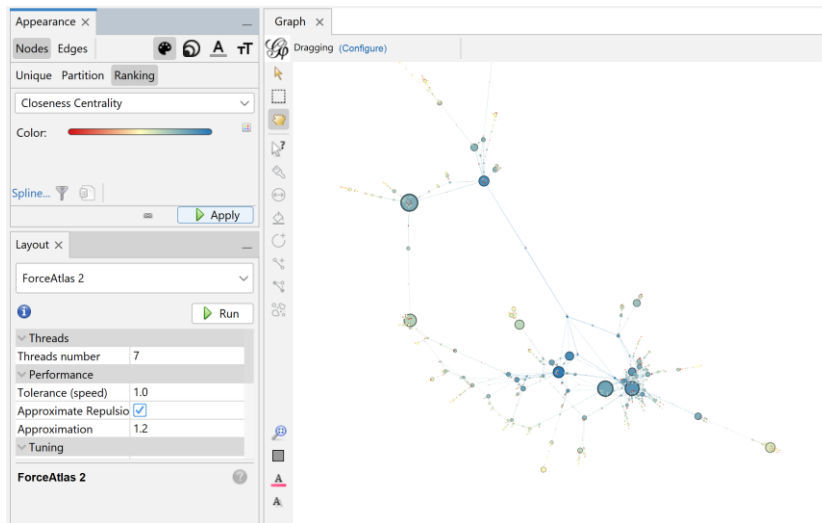 Appearance
Nodes Edges
A
Unique Partition Ranking
Closeness Centrality
Color:
Spline...
Apply
Layout
ForceAtlas 2
Run
Threads
Threads number 7
Performance
Tolerance (speed) 1.0
Approximate Repulsio
Approximation 1.2
Tuning
ForceAtlas 2
Graph
Dragging (Configure)
A
A